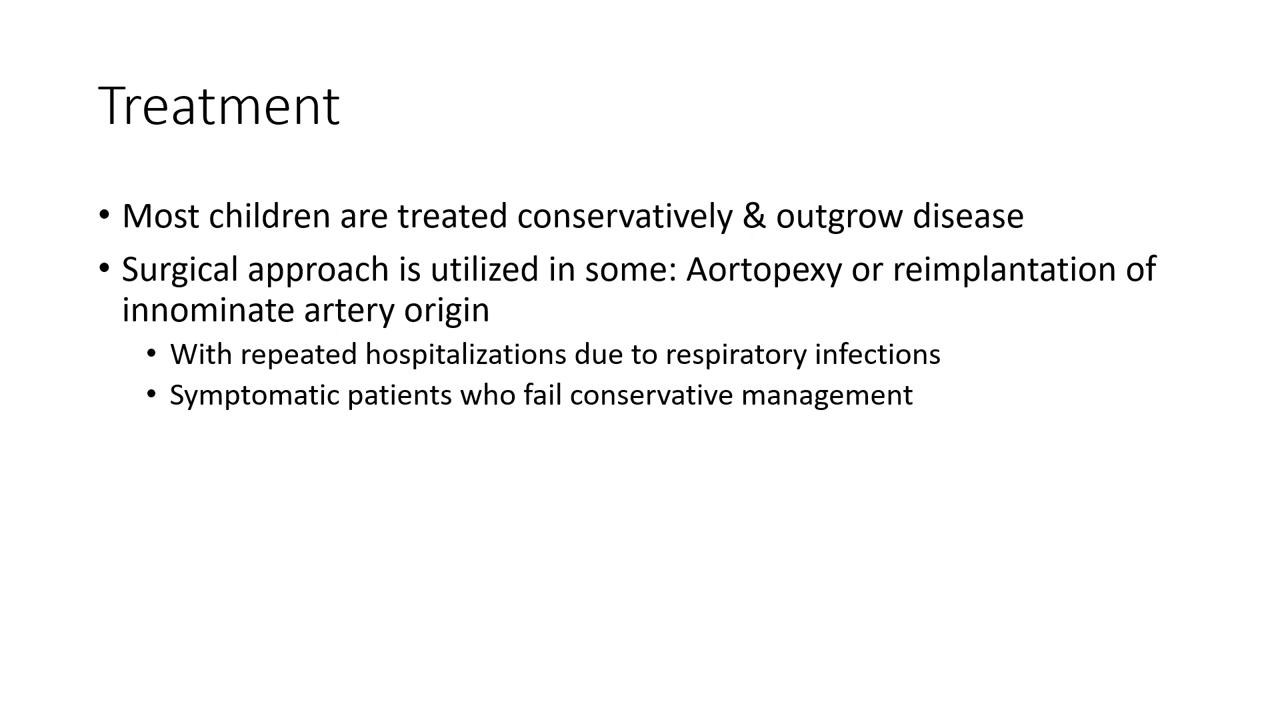 Treatment
• Most children are treated conservatively & outgrow disease
• Surgical approach is utilized in some: Aortopexy or reimplantation of
innominate artery origin
• With repeated hospitalizations due to respiratory infections
• Symptomatic patients who fail conservative management